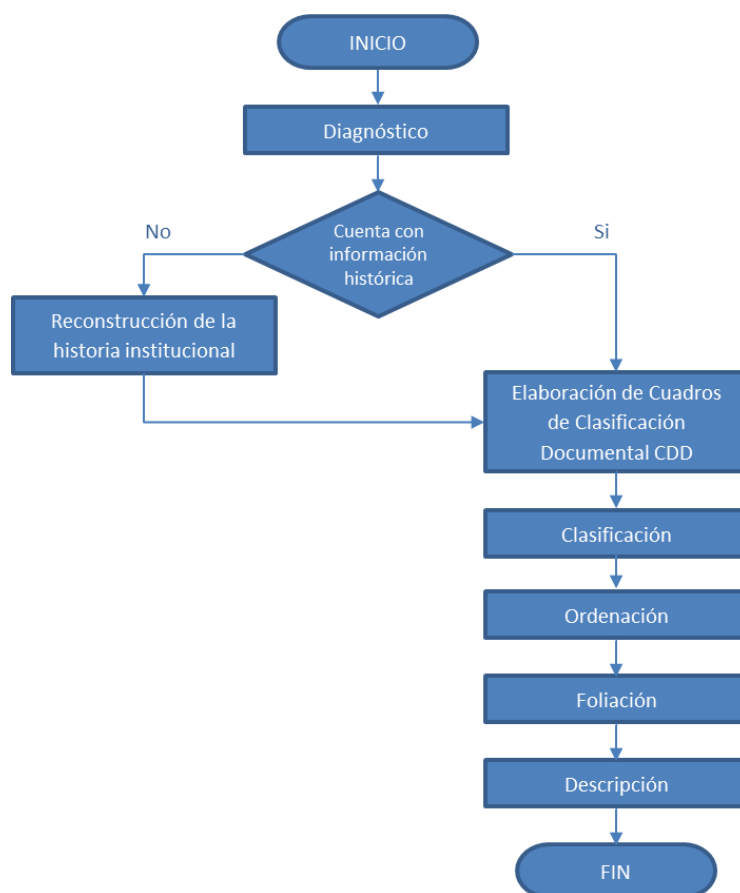 INICIO
Diagnóstico
Cuenta con
información
histórica
No
Si
Reconstrucción de la
historia institucional
Elaboración de Cuadros
de Clasificación
Documental CDD
Clasificación
Ordenación
Foliación
Descripción
FIN